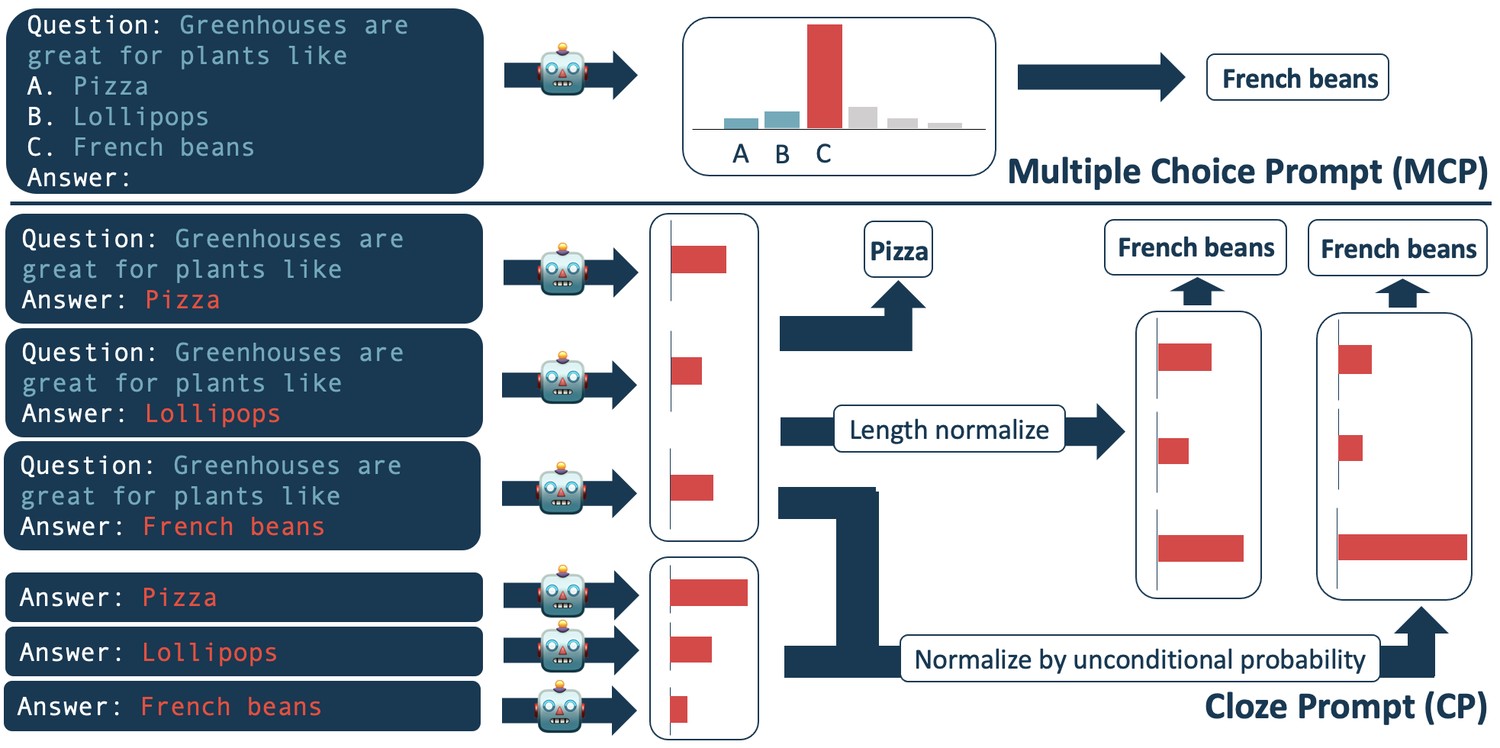 Question: Greenhouses are
great for plants like
A. Pizza
B. Lollipops
C. French beans
Answer:
A B C
French beans
Multiple Choice Prompt (MCP)
Question: Greenhouses are
great for plants like
Answer: Pizza
Question: Greenhouses are
great for plants like
Answer: Lollipops
Question: Greenhouses are
great for plants like
Answer: French beans
Answer: Pizza
Answer: Lollipops
Answer: French beans
Pizza
French beans
French beans
Length normalize
Normalize by unconditional probability
Cloze Prompt (CP)